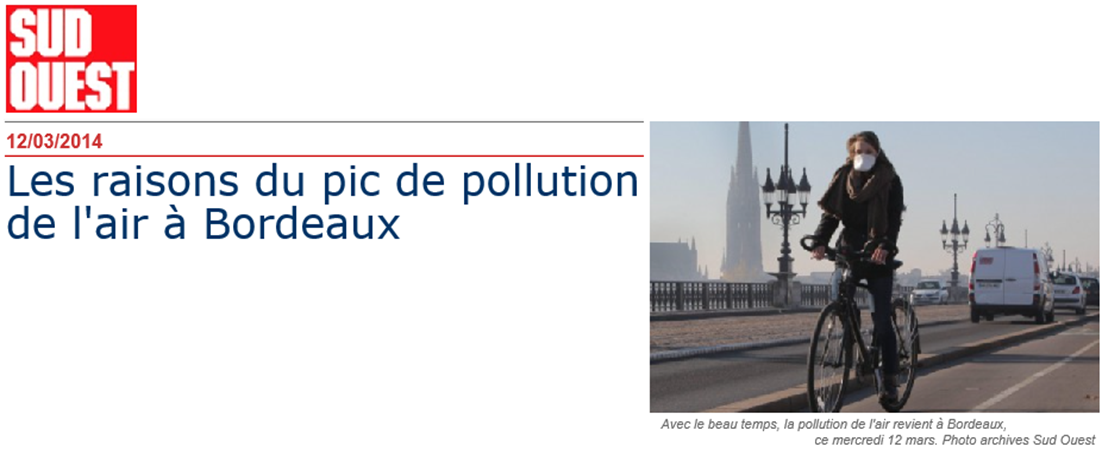 SUD
OUEST
12/03/2014
Les raisons du pic de pollution
de l'air à Bordeaux
Avec le beau temps, la pollution de l'air revient à Bordeaux,
ce mercredi 12 mars. Photo archives Sud Ouest